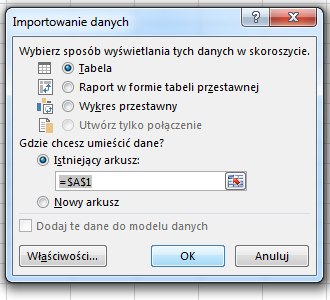 Importowanie danych
Wybierz sposób wyświetlania tych danych w skoroszycie.
Tabela
Raport w formie tabeli przestawnej
Wykres przestawny
Utwórz tylko połączenie
Gdzie chcesz umieścić dane?
Istniejący arkusz:
=$A$1
Nowy arkusz
Dodaj te dane do modelu danych
Właściwości... OK Anuluj